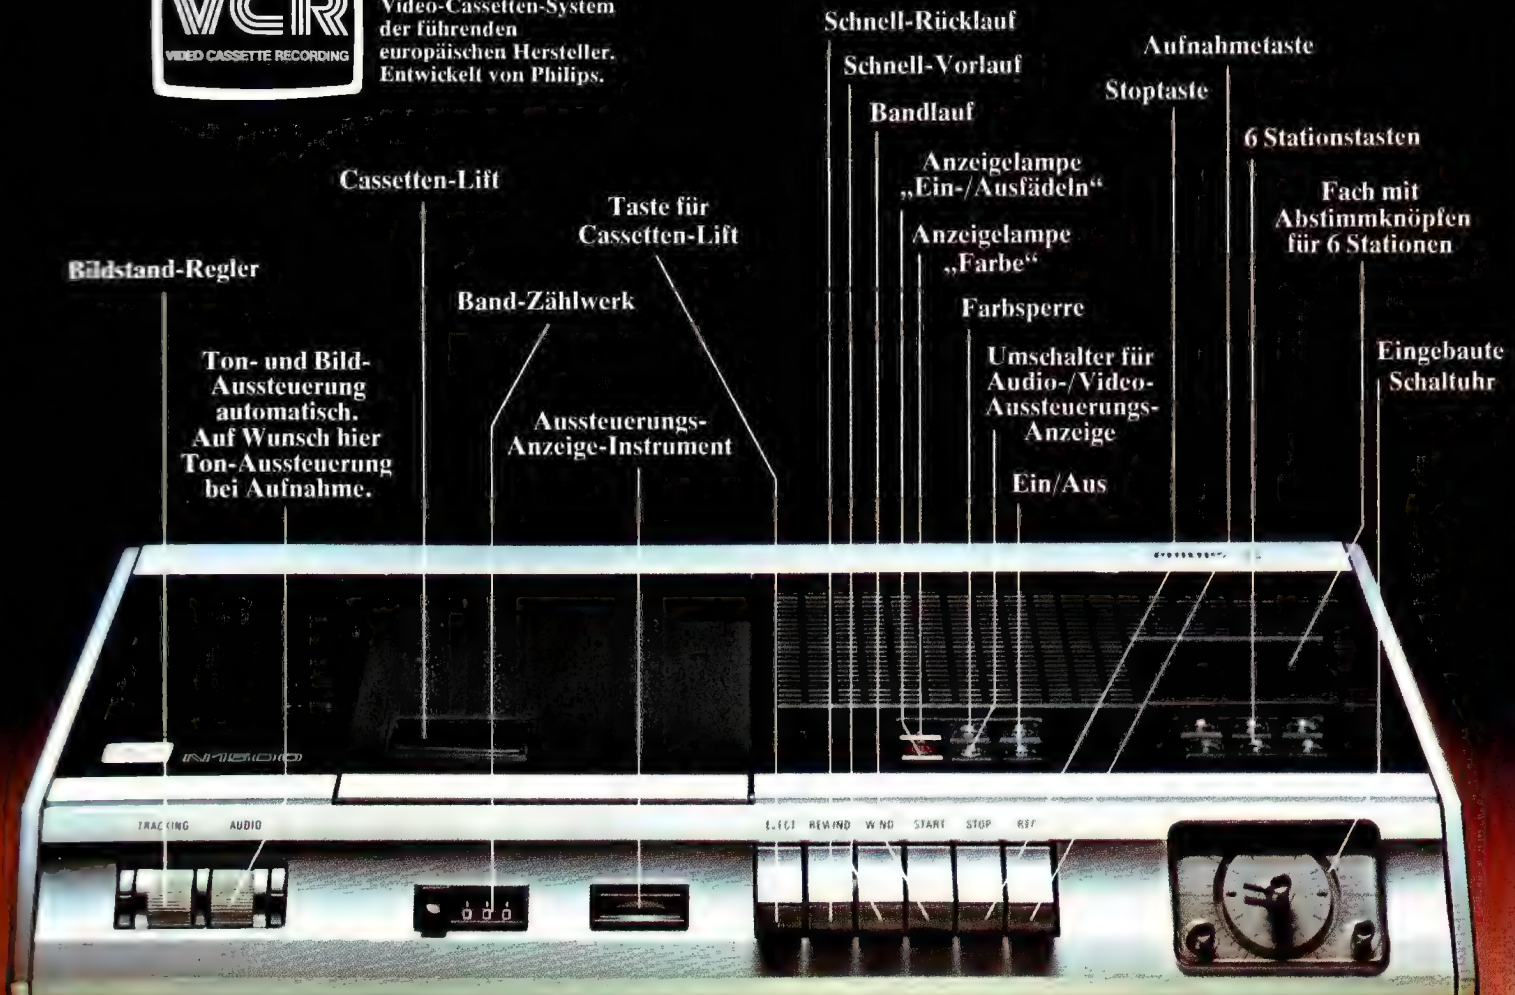 VCR
VIDEO CASSETTE RECORDING
Video-Cassetten-System
der führenden
europäischen Hersteller.
Entwickelt von Philips.
Schnell-Rücklauf
Schnell-Vorlauf
Bandlauf
Anzeigelampe
„Ein-/Ausfädeln“
Anzeigelampe
„Farbe“
Farbsperre
Umschalter für
Audio-/Video-
Aussteuerungs-
Anzeige
Ein/Aus
Aufnahmetaste
Stoptaste
6 Stationstasten
Fach mit
Abstimmknöpfen
für 6 Stationen
Eingebaute
Schaltuhr
Cassetten-Lift
Taste für
Cassetten-Lift
Bildstand-Regler
Band-Zählwerk
Ton- und Bild-
Aussteuerung
automatisch.
Auf Wunsch hier
Ton-Aussteuerung
bei Aufnahme.
Aussteuerungs-
Anzeige-Instrument
N1500
TRACKING AUDIO
EJECT REWIND WIND START STOP
000